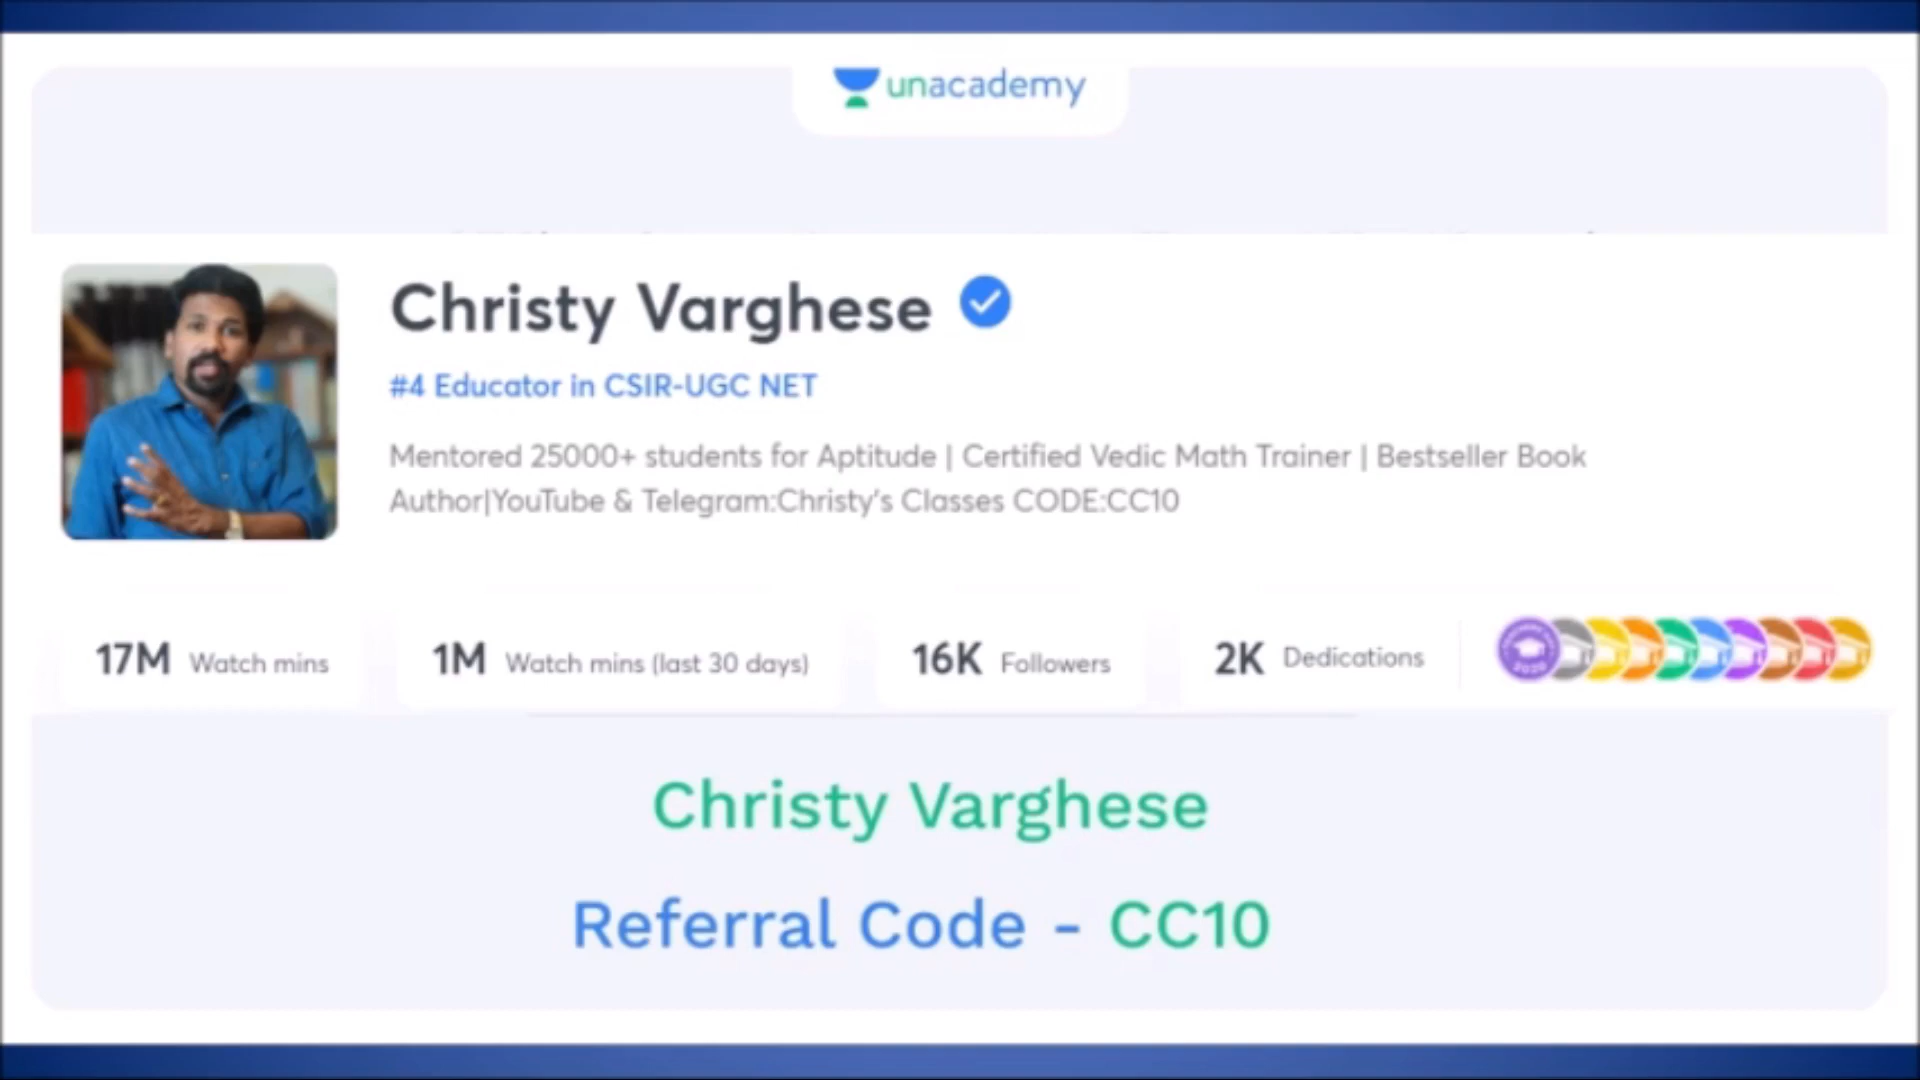 unacademy
Christy Varghese
#4 Educator in CSIR-UGC NET
Mentored 25000+ students for Aptitude | Certified Vedic Math Trainer | Bestseller Book
Author|YouTube & Telegram:Christy's Classes CODE:CC10
17M Watch mins 1M Watch mins (last 30 days) 16K Followers 2K Dedications
2020
Christy Varghese
Referral Code - CC10